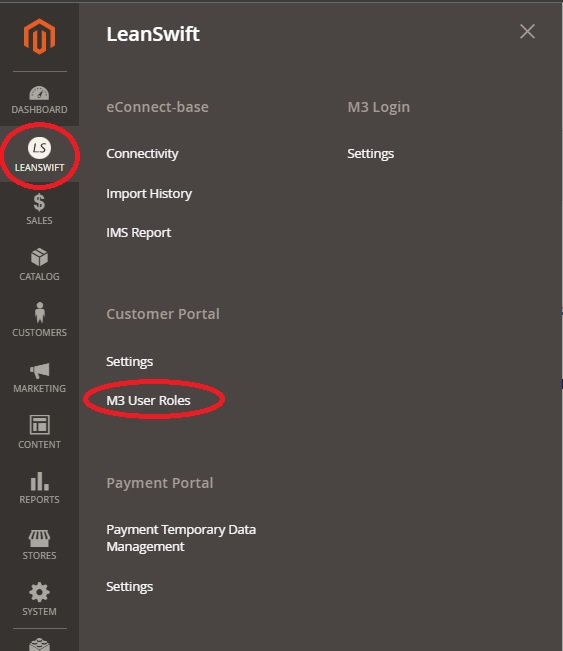 LeanSwift
DASHBOARD
LS
LEANSWIFT
SALES
CATALOG
CUSTOMERS
MARKETING
CONTENT
REPORTS
STORES
SYSTEM
eConnect-base
Connectivity
Import History
IMS Report
M3 Login
Settings
Customer Portal
Settings
M3 User Roles
Payment Portal
Payment Temporary Data
Management
Settings